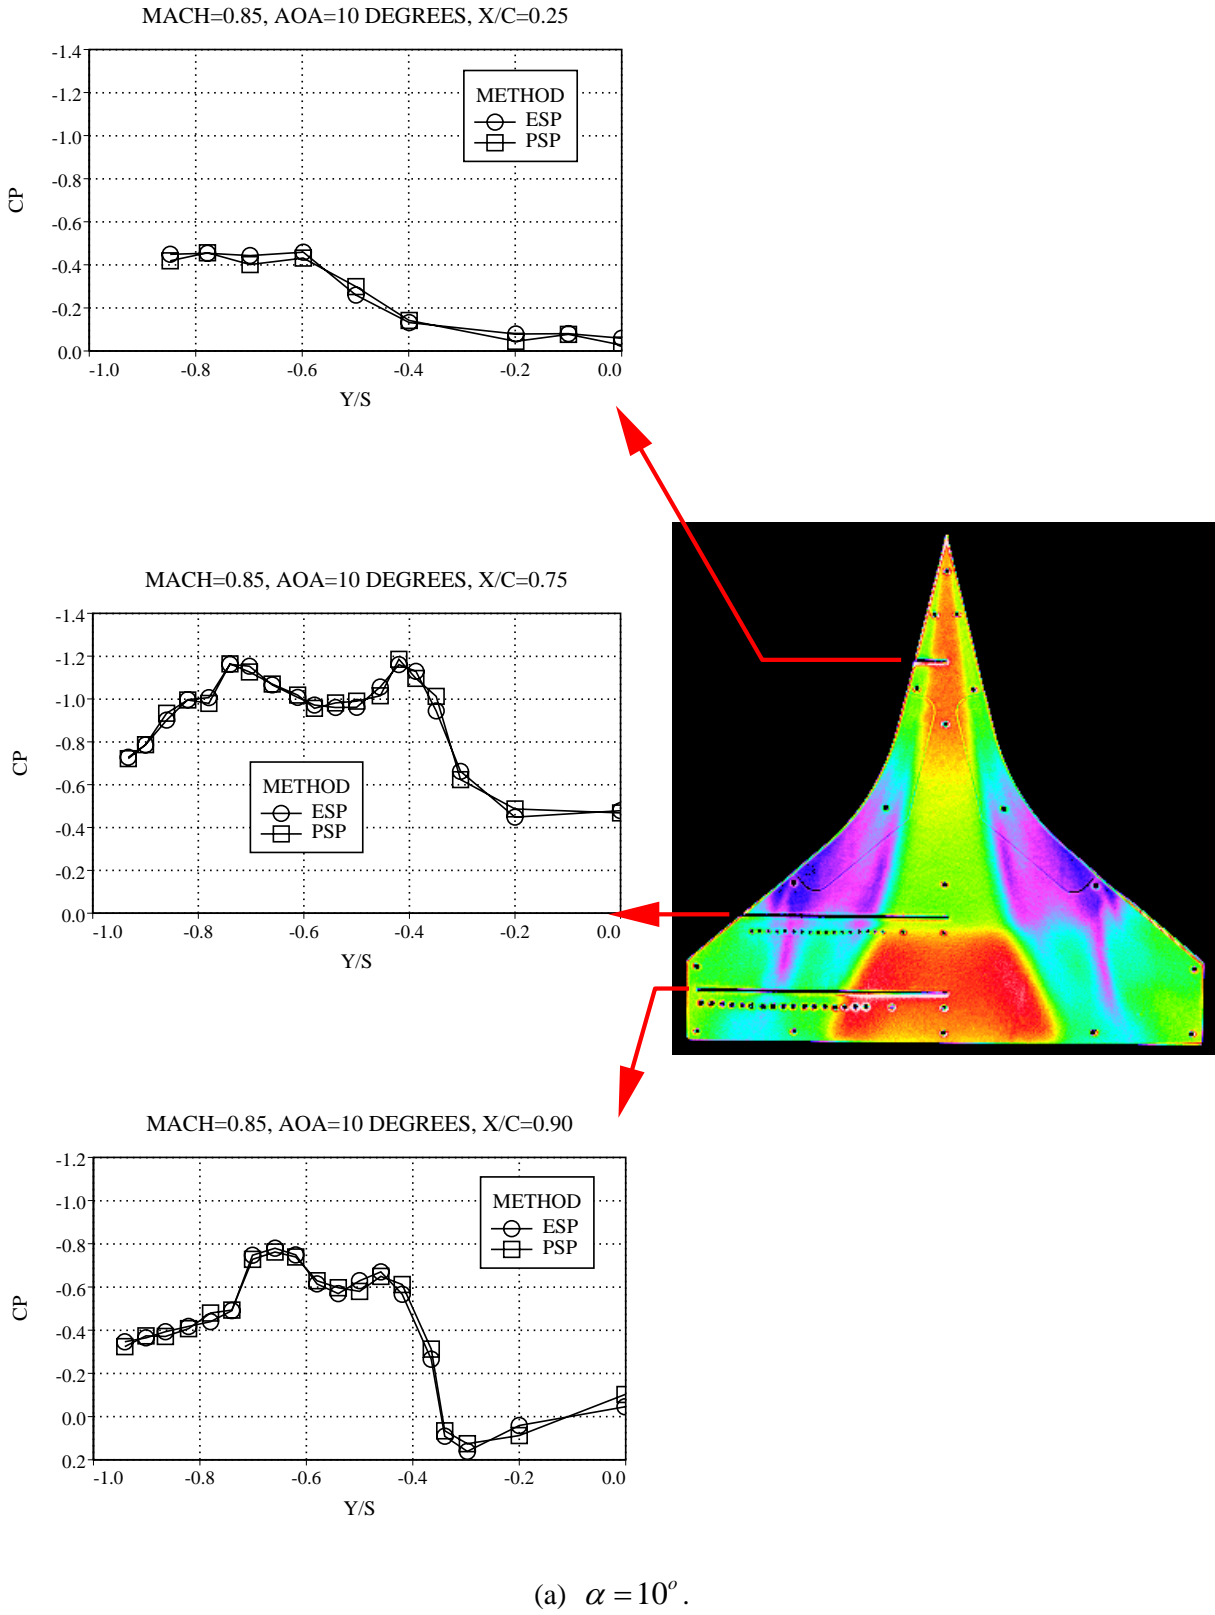 MACH=0.85, AOA=10 DEGREES, X/C=0.25
-1.4
-1.2
-1.0
-0.8
-0.6
-0.4
-0.2
0.0
CP
METHOD
ESP
PSP
-1.0 -0.8 -0.6 -0.4 -0.2 0.0
Y/S
MACH=0.85, AOA=10 DEGREES, X/C=0.75
-1.4
-1.2
-1.0
-0.8
-0.6
-0.4
-0.2
0.0
CP
METHOD
ESP
PSP
-1.0 -0.8 -0.6 -0.4 -0.2 0.0
Y/S
MACH=0.85, AOA=10 DEGREES, X/C=0.90
-1.2
-1.0
-0.8
-0.6
-0.4
-0.2
0.0
0.2
CP
METHOD
ESP
PSP
-1.0 -0.8 -0.6 -0.4 -0.2 0.0
Y/S
(a) α = 10°.